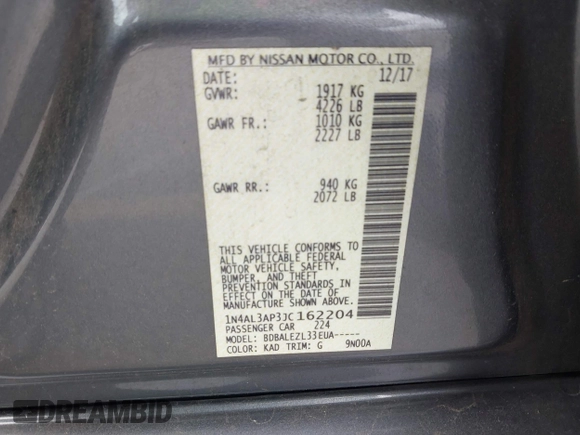 MFD BY NISSAN MOTOR CO., LTD.
DATE: 12/17
GVWR: 1917 KG
4226 LB
GAWR FR.: 1010 KG
2227 LB
GAWR RR.: 940 KG
2072 LB
THIS VEHICLE CONFORMS TO
ALL APPLICABLE FEDERAL
MOTOR VEHICLE SAFETY,
BUMPER, AND THEFT
PREVENTION STANDARDS IN
EFFECT ON THE DATE OF
MANUFACTURE SHOWN ABOVE.
1N4AL3AP3JC162204
PASSENGER CAR 224
MODEL: BDBALEZL33EUA-----
COLOR: KAD TRIM: G 9N00A
DREAMBID